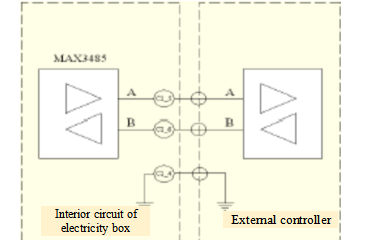 MAX3485
A
A
B
B
Interior circuit of
electricity box
External controller